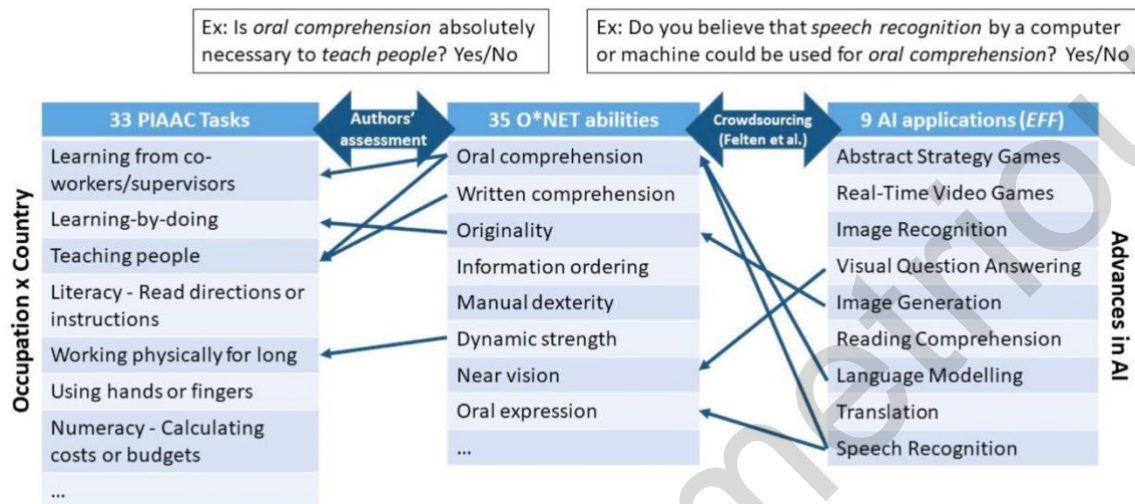 Ex: Is oral comprehension absolutely
necessary to teach people? Yes/No
Ex: Do you believe that speech recognition by a computer
or machine could be used for oral comprehension? Yes/No
33 PIAAC Tasks
Authors'
assessment
35 O*NET abilities
Crowdsourcing
(Felten et al.)
9 AI applications (EFF)
Occupation x Country
Learning from co-
workers/supervisors
Learning-by-doing
Teaching people
Literacy - Read directions or
instructions
Working physically for long
Using hands or fingers
Numeracy - Calculating
costs or budgets
...
Oral comprehension
Written comprehension
Originality
Information ordering
Manual dexterity
Dynamic strength
Near vision
Oral expression
...
Abstract Strategy Games
Real-Time Video Games
Image Recognition
Visual Question Answering
Image Generation
Reading Comprehension
Language Modelling
Translation
Speech Recognition
Advances in AI